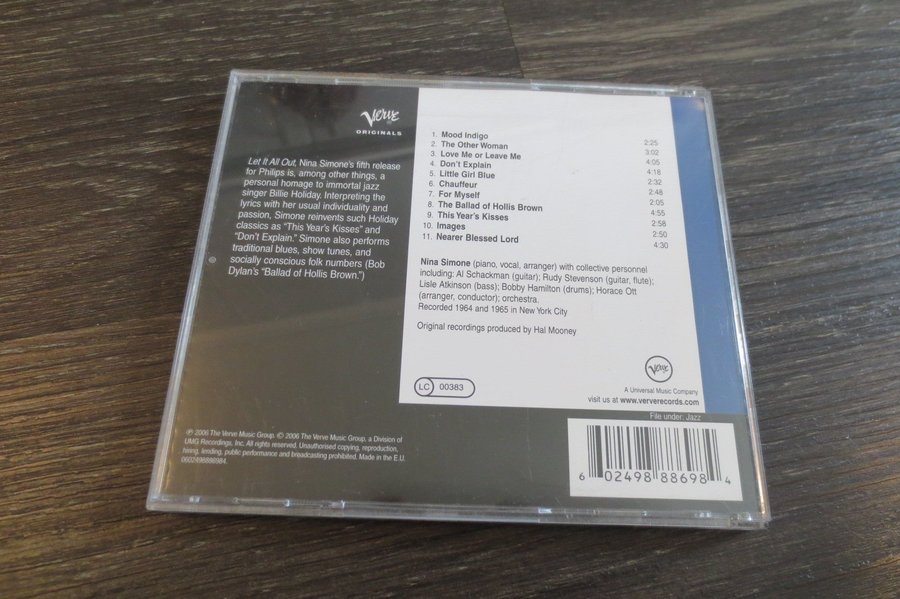 Verve
ORIGINALS
Let It All Out, Nina Simone's fifth release
for Philips is, among other things, a
personal homage to immortal jazz
singer Billie Holiday. Interpreting the
lyrics with her usual individuality and
passion, Simone reinvents such Holiday
classics as "This Year's Kisses" and
"Don't Explain." Simone also performs
traditional blues, show tunes, and
socially conscious folk numbers (Bob
Dylan's "Ballad of Hollis Brown.")
1. Mood Indigo 2:25
2. The Other Woman 3:02
3. Love Me or Leave Me 4:05
4. Don't Explain 4:18
5. Little Girl Blue 2:32
6. Chauffeur 2:48
7. For Myself 2:05
8. The Ballad of Hollis Brown 4:55
9. This Year's Kisses 2:58
10. Images 2:50
11. Nearer Blessed Lord 4:30
Nina Simone (piano, vocal, arranger) with collective personnel
including: Al Schackman (guitar); Rudy Stevenson (guitar, flute);
Lisle Atkinson (bass); Bobby Hamilton (drums); Horace Ott
(arranger, conductor); orchestra.
Recorded 1964 and 1965 in New York City
Original recordings produced by Hal Mooney
LC 00383
Verve
A Universal Music Company
visit us at www.ververecords.com
File under: Jazz
℗ 2006 The Verve Music Group. © 2006 The Verve Music Group, a Division of
UMG Recordings, Inc. All rights reserved. Unauthorised copying, reproduction,
hiring, lending, public performance and broadcasting prohibited. Made in the E.U.
0602498886984.
6 02498 88698 4